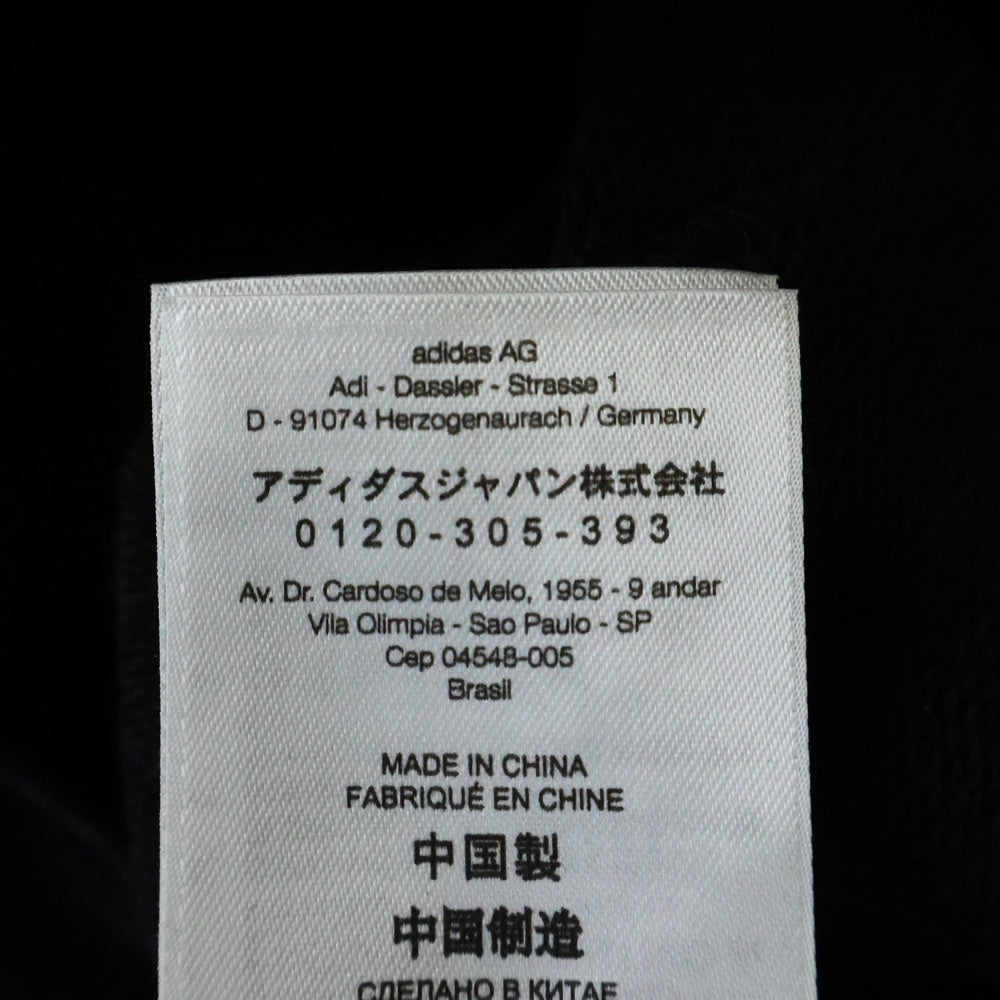 adidas AG
Adi - Dassler - Strasse 1
D - 91074 Herzogenaurach / Germany
アディダスジャパン株式会社
0120-305-393
Av. Dr. Cardoso de Melo, 1955 - 9 andar
Vila Olimpia - Sao Paulo - SP
Cep 04548-005
Brasil
MADE IN CHINA
FABRIQUÉ EN CHINE
中国製
中国制造
СДЕЛАНО В КИТАЕ